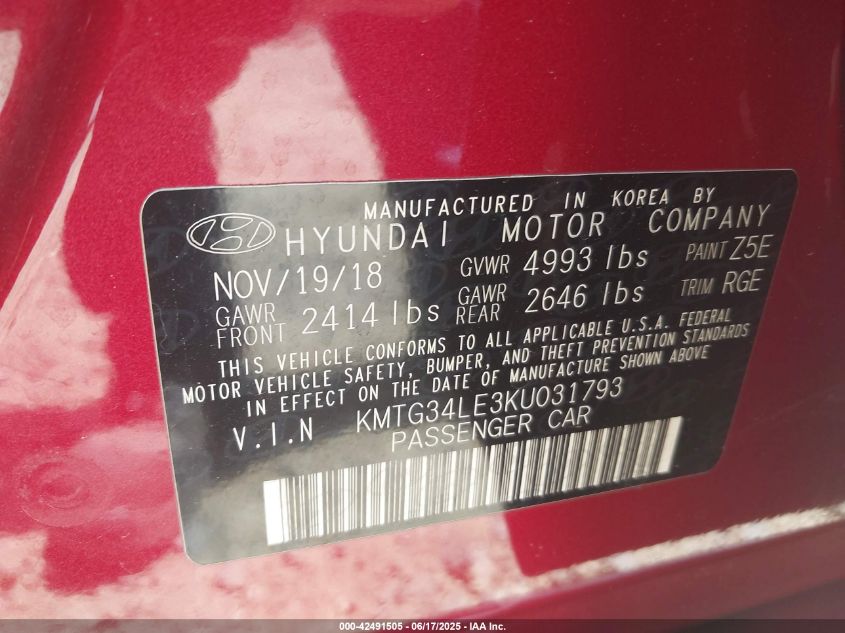 MANUFACTURED IN KOREA BY
HYUNDAI MOTOR COMPANY
NOV/19/18 GVWR 4993 lbs PAINT Z5E
GAWR FRONT 2414 lbs GAWR REAR 2646 lbs TRIM RGE
THIS VEHICLE CONFORMS TO ALL APPLICABLE U.S.A. FEDERAL
MOTOR VEHICLE SAFETY, BUMPER, AND THEFT PREVENTION STANDARDS
IN EFFECT ON THE DATE OF MANUFACTURE SHOWN ABOVE
V.I.N KMTG34LE3KU031793
PASSENGER CAR
000-42491505 - 06/17/2025 - IAA Inc.